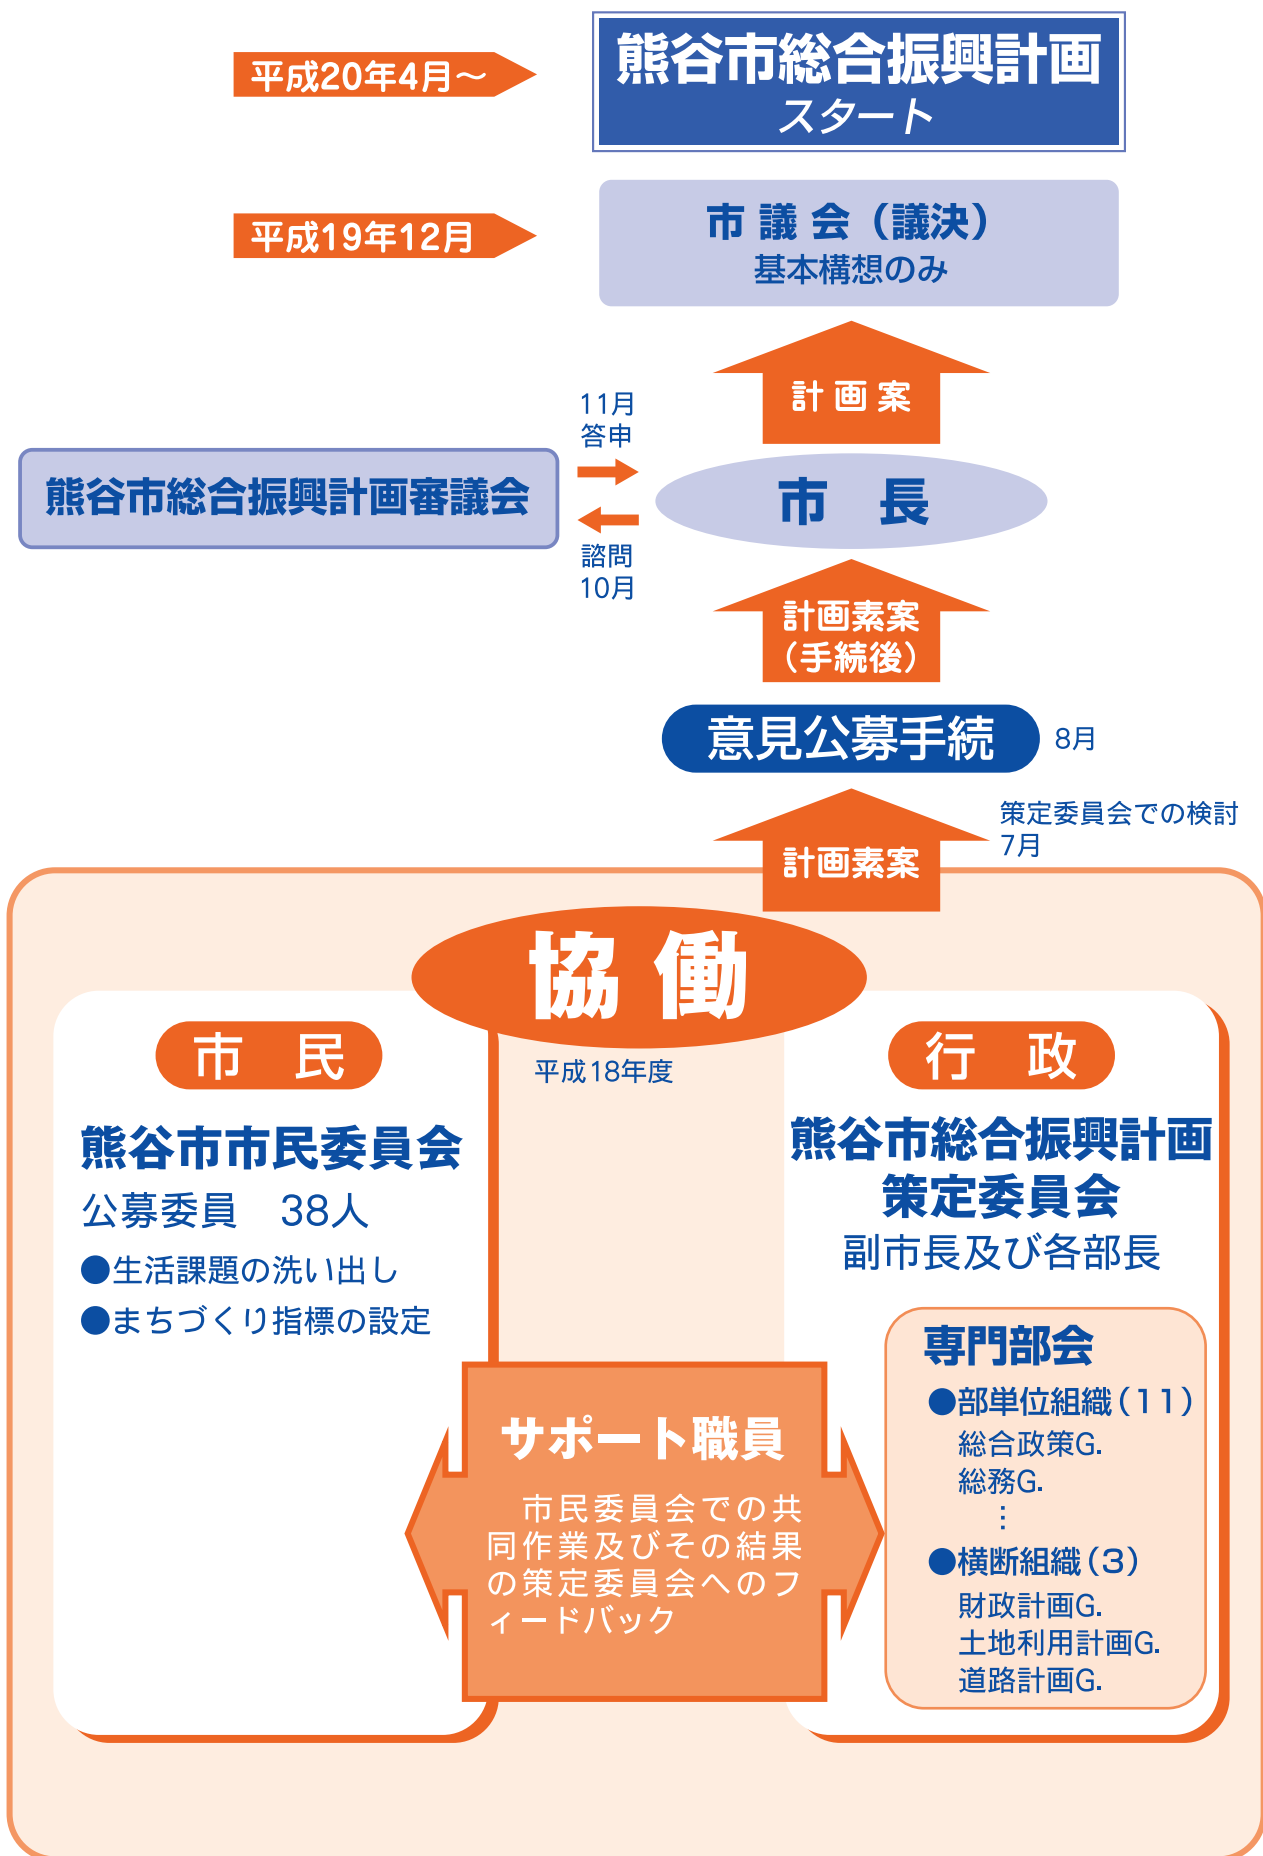 平成20年4月～
熊谷市総合振興計画
スタート
平成19年12月
市 議 会（議決）
基本構想のみ
計 画 案
11月
答申
熊谷市総合振興計画審議会
市　長
諮問
10月
計画素案
（手続後）
意見公募手続
8月
策定委員会での検討
7月
計画素案
協 働
平成18年度
市　民
熊谷市市民委員会
公募委員　38人
●生活課題の洗い出し
●まちづくり指標の設定
行　政
熊谷市総合振興計画
策定委員会
副市長及び各部長
サポート職員
市民委員会での共
同作業及びその結果
の策定委員会へのフ
ィードバック
専門部会
●部単位組織（11）
総合政策G.
総務G.
⋮
●横断組織（3）
財政計画G.
土地利用計画G.
道路計画G.